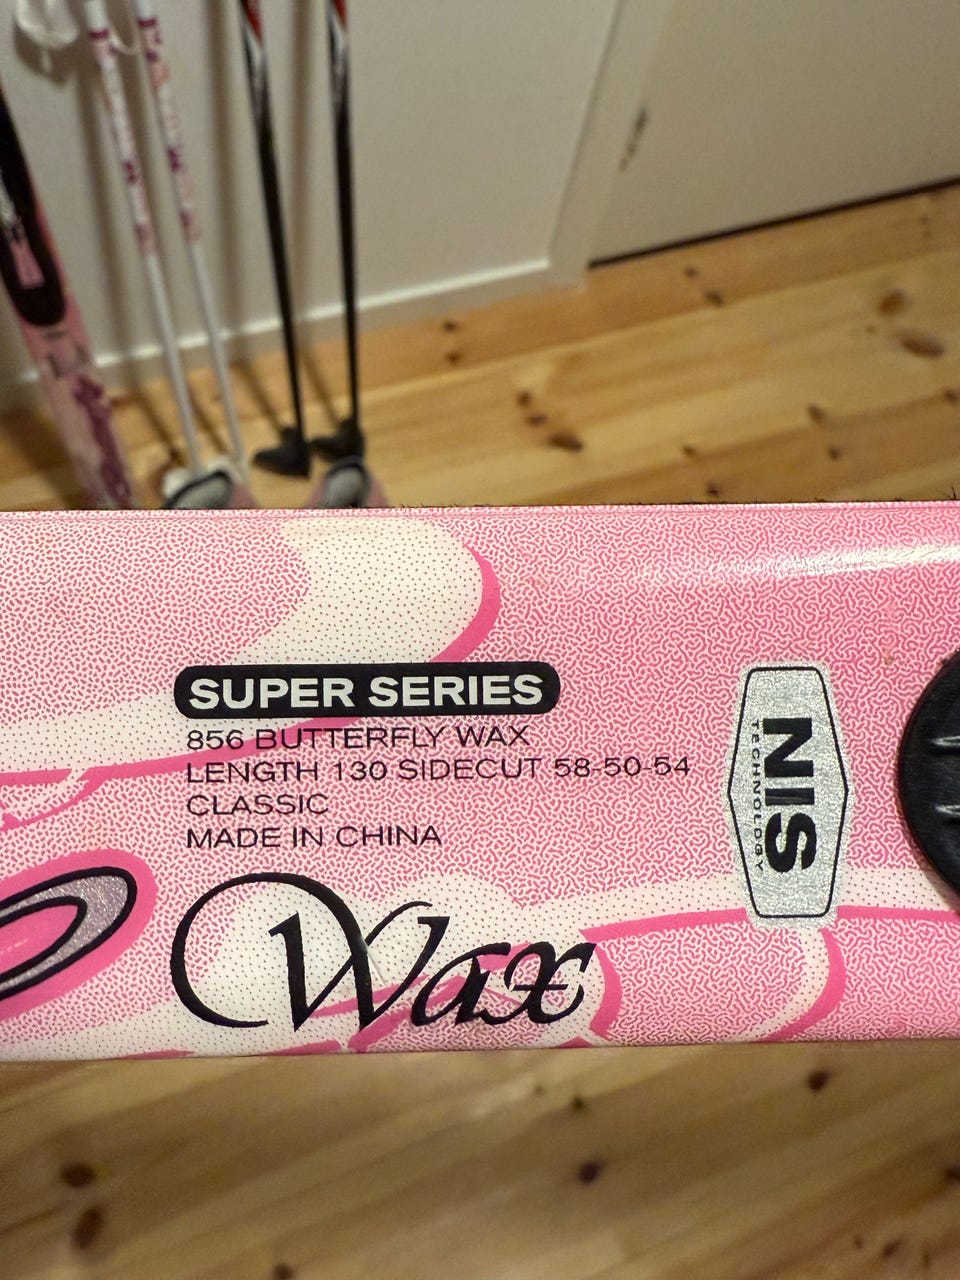 SUPER SERIES
856 BUTTERFLY WAX
LENGTH 130 SIDECUT 58-50-54
CLASSIC
MADE IN CHINA
Wax
NIS
TECHNOLOGY